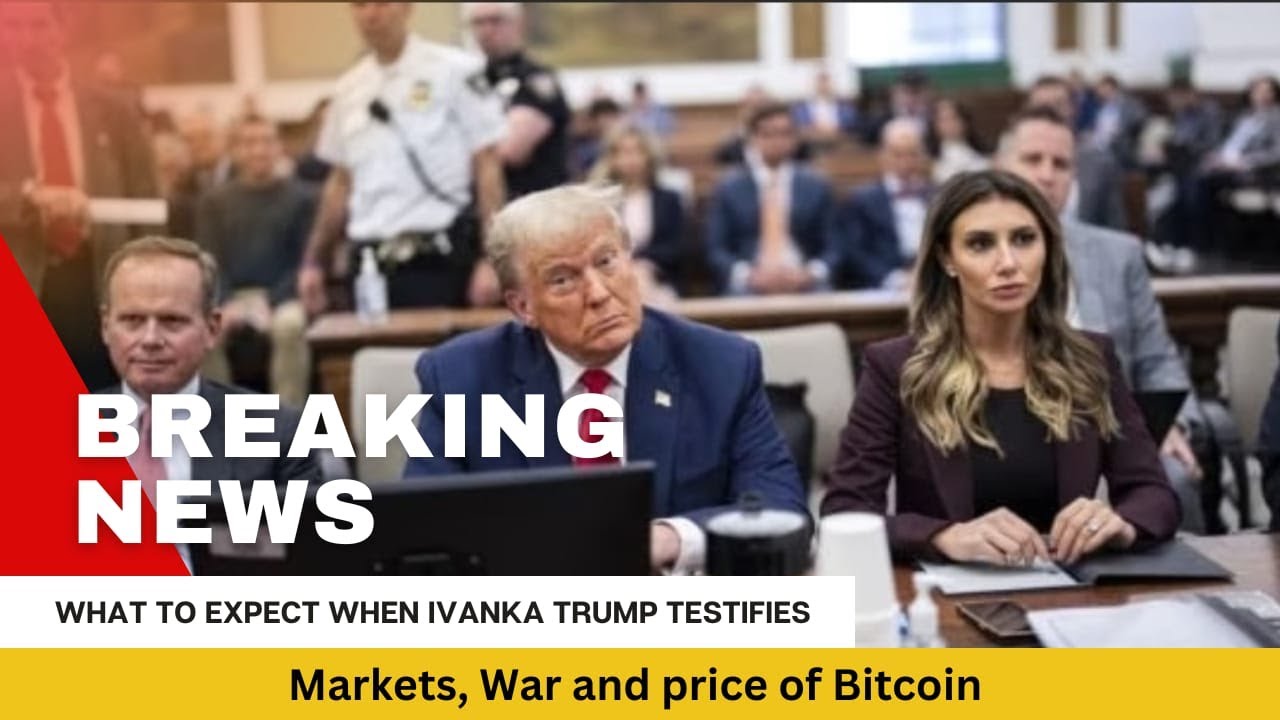 BREAKING
NEWS
WHAT TO EXPECT WHEN IVANKA TRUMP TESTIFIES
Markets, War and price of Bitcoin